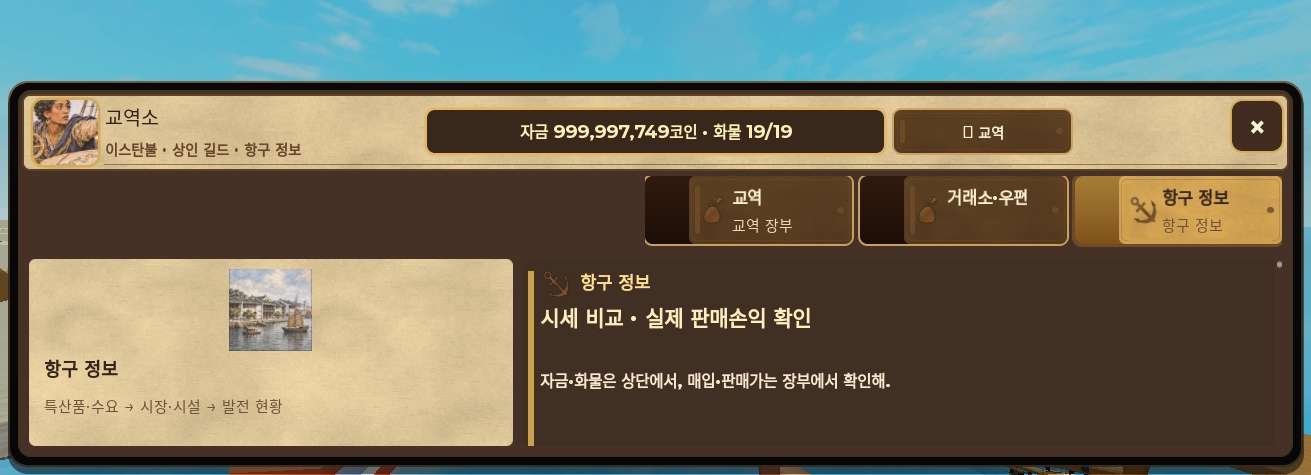 교역소
이스탄불 • 상인 길드 • 항구 정보
자금 999,997,749코인 • 화물 19/19
교역
×
교역
교역 장부
거래소·우편
항구 정보
항구 정보
항구 정보
특산품·수요 → 시장·시설 → 발전 현황
항구 정보
시세 비교 • 실제 판매손익 확인
자금·화물은 상단에서, 매입·판매가는 장부에서 확인해.